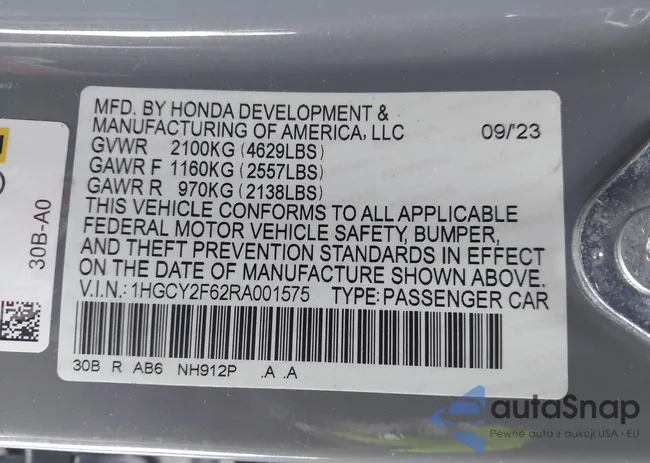 MFD. BY HONDA DEVELOPMENT &
MANUFACTURING OF AMERICA, LLC 09/'23
GVWR 2100KG (4629LBS)
GAWR F 1160KG (2557LBS)
GAWR R 970KG (2138LBS)
THIS VEHICLE CONFORMS TO ALL APPLICABLE
FEDERAL MOTOR VEHICLE SAFETY, BUMPER,
AND THEFT PREVENTION STANDARDS IN EFFECT
ON THE DATE OF MANUFACTURE SHOWN ABOVE.
V.I.N.: 1HGCY2F62RA001575 TYPE: PASSENGER CAR
30B R AB6 NH912P .A .A
30B-A0
autaSnap
Pewne auta z aukcji USA i EU